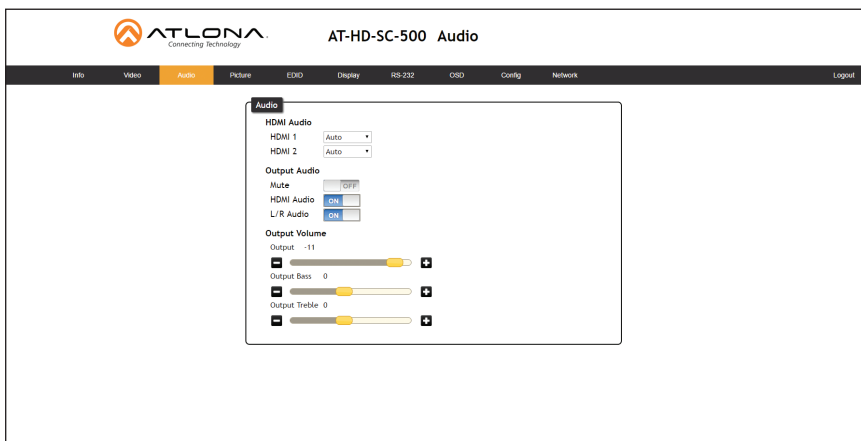 ATLONA.
Connecting Technology
AT-HD-SC-500 Audio
Info Video Audio Picture EDID Display RS-232 OSD Config Network Logout
Audio
HDMI Audio
HDMI 1 Auto
HDMI 2 Auto
Output Audio
Mute OFF
HDMI Audio ON
L/R Audio ON
Output Volume
Output -11
Output Bass 0
Output Treble 0